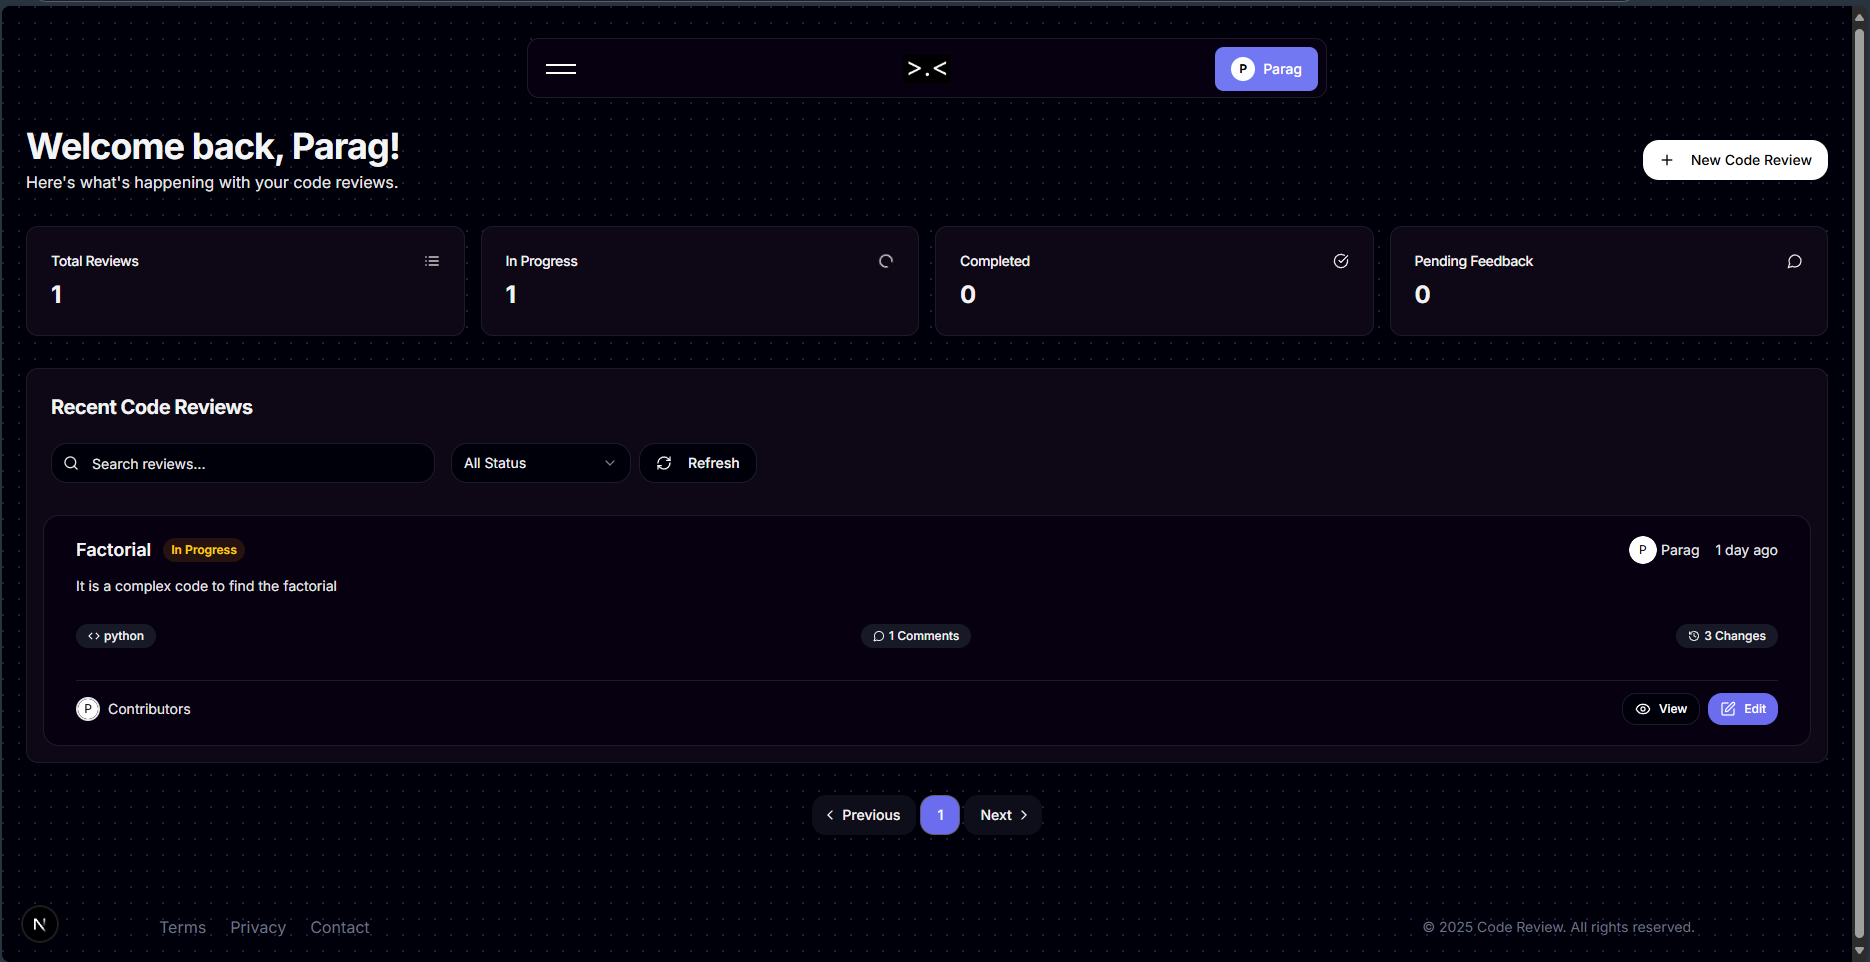 >.<
P Parag
Welcome back, Parag!
Here's what's happening with your code reviews.
+ New Code Review
Total Reviews
1
In Progress
1
Completed
0
Pending Feedback
0
Recent Code Reviews
Search reviews...
All Status
Refresh
Factorial In Progress
P Parag 1 day ago
It is a complex code to find the factorial
<> python
1 Comments
3 Changes
P Contributors
View
Edit
< Previous 1 Next >
N
Terms Privacy Contact
© 2025 Code Review. All rights reserved.